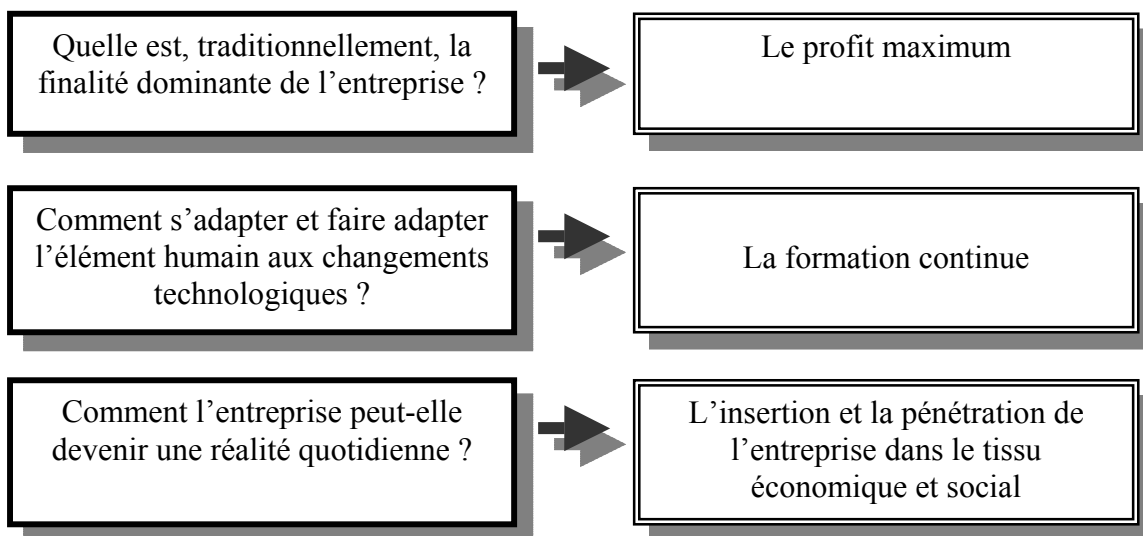 Quelle est, traditionnellement, la
finalité dominante de l’entreprise ?
Le profit maximum
Comment s’adapter et faire adapter
l’élément humain aux changements
technologiques ?
La formation continue
Comment l’entreprise peut-elle
devenir une réalité quotidienne ?
L’insertion et la pénétration de
l’entreprise dans le tissu
économique et social